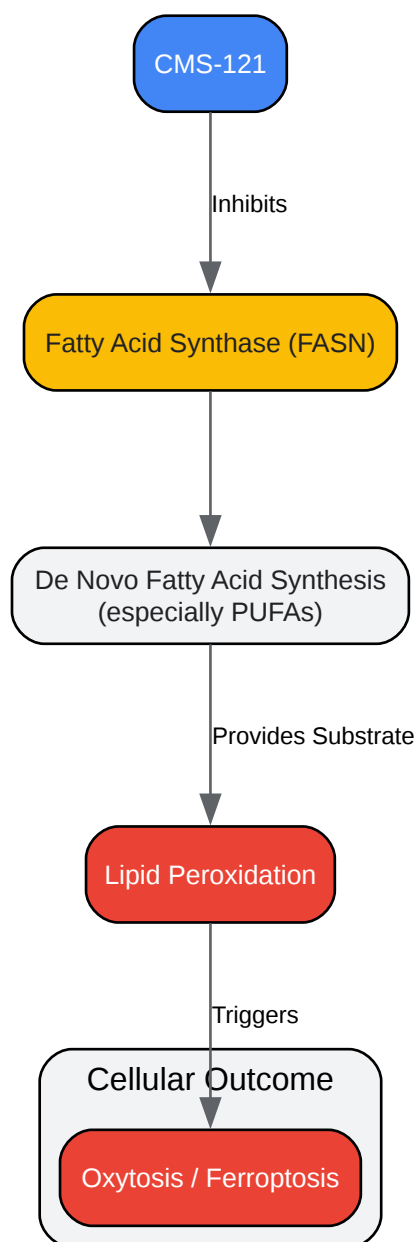 CMS-121
Inhibits
Fatty Acid Synthase (FASN)
De Novo Fatty Acid Synthesis
(especially PUFAs)
Provides Substrate
Lipid Peroxidation
Triggers
Cellular Outcome
Oxytosis / Ferroptosis